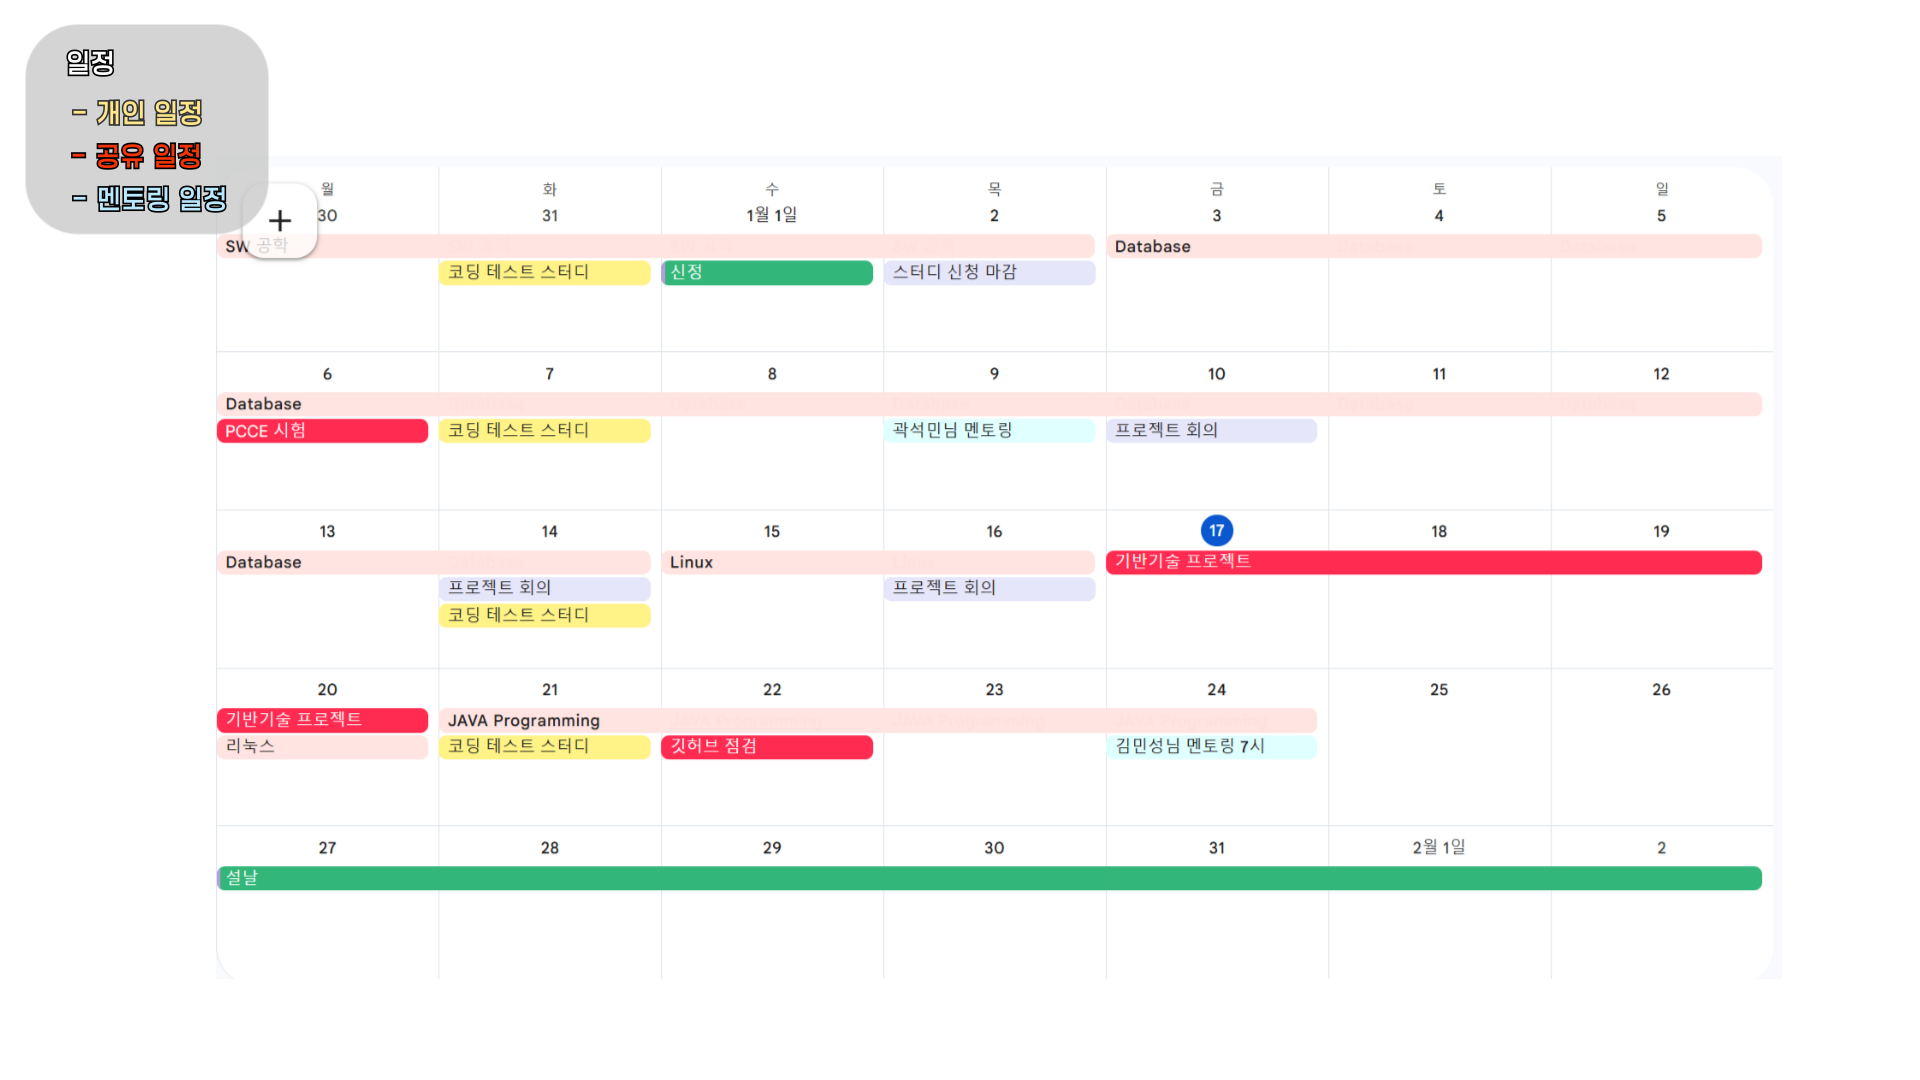 일정
- 개인 일정
- 공유 일정
- 멘토링 일정
+
월 화 수 목 금 토 일
30 31 1월 1일 2 3 4 5
SW 공학 Database
코딩 테스트 스터디 신정 스터디 신청 마감
6 7 8 9 10 11 12
Database
PCCE 시험 코딩 테스트 스터디 곽석민님 멘토링 프로젝트 회의
13 14 15 16 17 18 19
Database Linux 기반기술 프로젝트
프로젝트 회의 프로젝트 회의
코딩 테스트 스터디
20 21 22 23 24 25 26
기반기술 프로젝트 JAVA Programming
리눅스 코딩 테스트 스터디 깃허브 점검 김민성님 멘토링 7시
27 28 29 30 31 2월 1일 2
설날